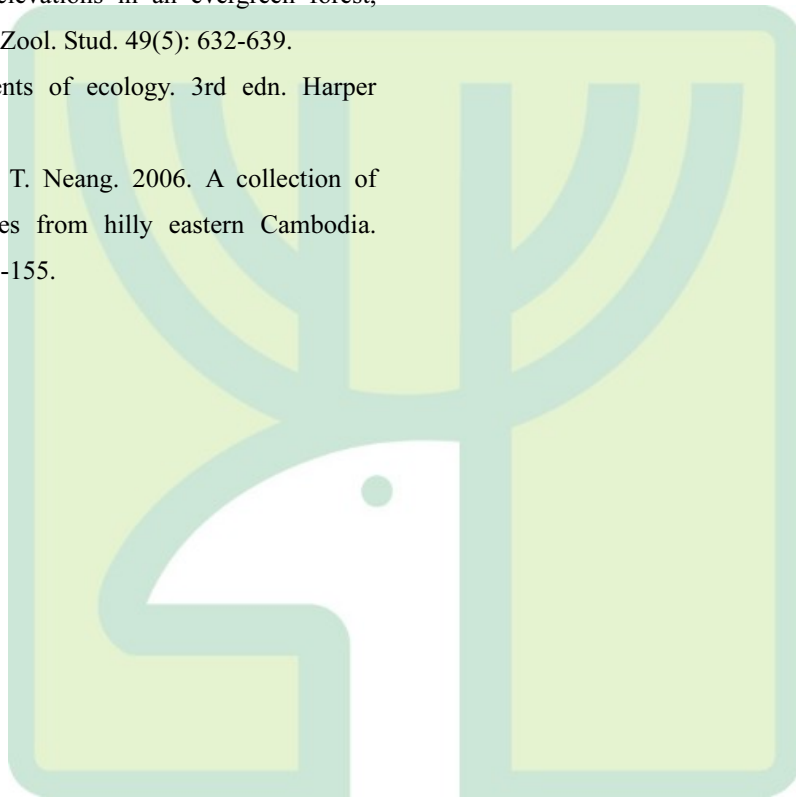 elevations in an evergreen forest,
Zool. Stud. 49(5): 632-639.
ents of ecology. 3rd edn. Harper
T. Neang. 2006. A collection of
es from hilly eastern Cambodia.
-155.